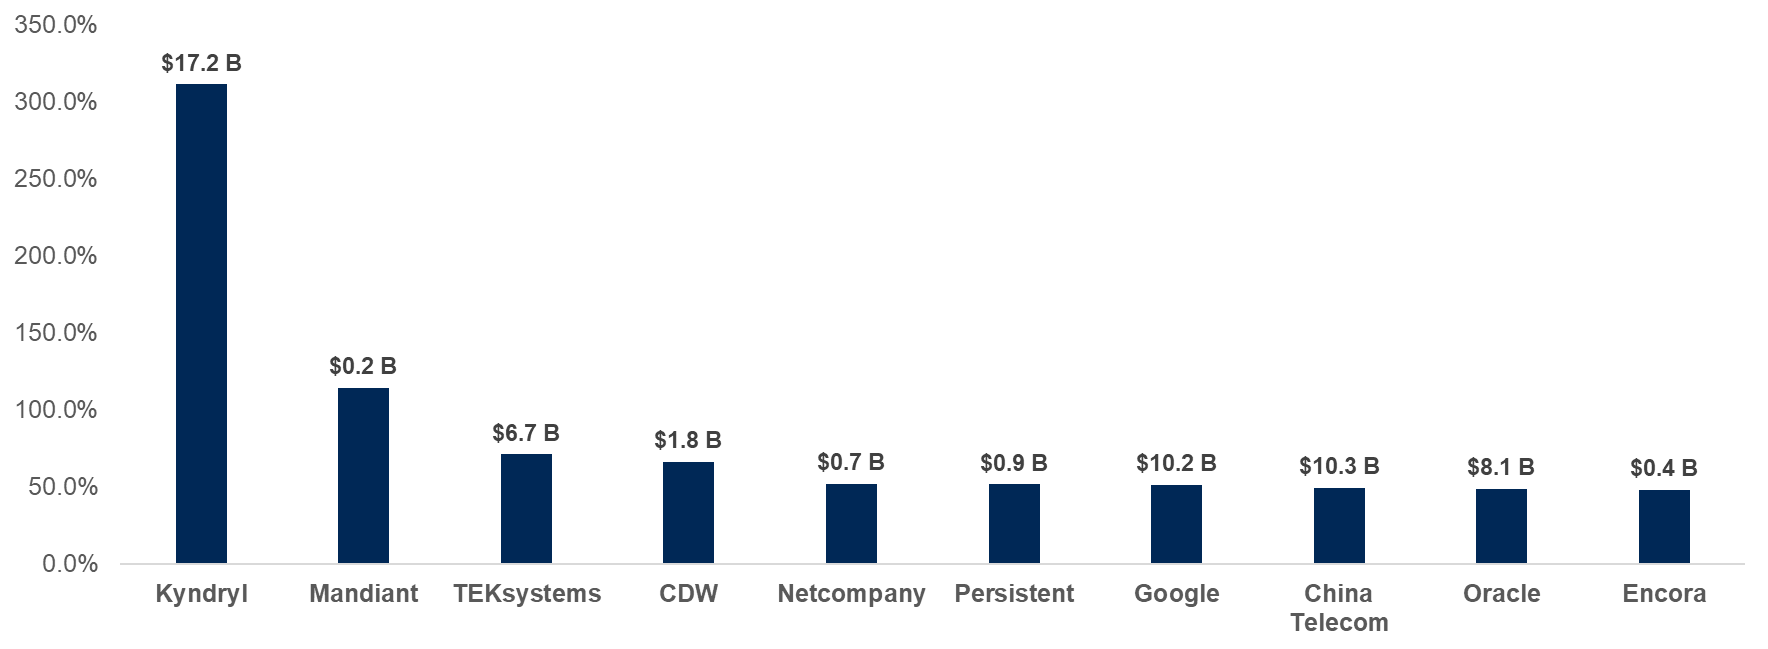 350.0%
300.0%
250.0%
200.0%
150.0%
100.0%
50.0%
0.0%
$17.2 B
$0.2 B
$6.7 B
$1.8 B
$0.7 B
$0.9 B
$10.2 B
$10.3 B
$8.1 B
$0.4 B
Kyndryl
Mandiant
TEKsystems
CDW
Netcompany
Persistent
Google
China
Telecom
Oracle
Encora